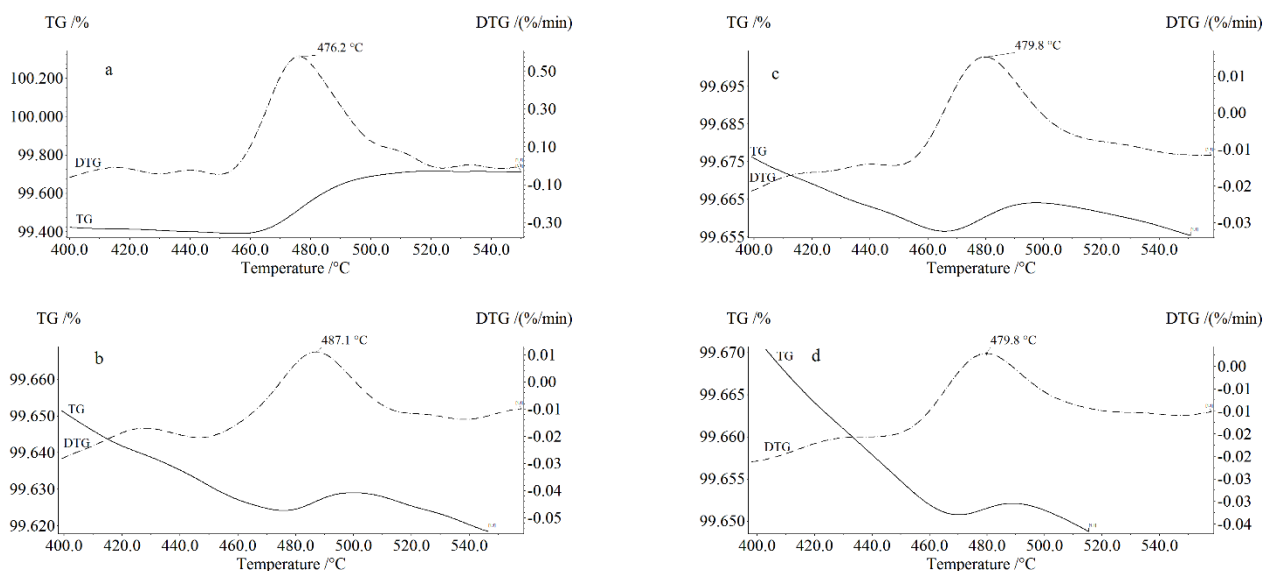 TG /%
DTG /(%/min)
476.2 °C
a
100.200
100.000
99.800
99.600
99.400
0.50
0.30
0.10
-0.10
-0.30
DTG
TG
400.0 420.0 440.0 460.0 480.0 500.0 520.0 540.0
Temperature /°C
TG /%
DTG /(%/min)
479.8 °C
c
99.695
99.685
99.675
99.665
99.655
0.01
0.00
-0.01
-0.02
-0.03
TG
DTG
400.0 420.0 440.0 460.0 480.0 500.0 520.0 540.0
Temperature /°C
TG /%
DTG /(%/min)
487.1 °C
b
99.660
99.650
99.640
99.630
99.620
0.01
0.00
-0.01
-0.02
-0.03
-0.04
-0.05
TG
DTG
400.0 420.0 440.0 460.0 480.0 500.0 520.0 540.0
Temperature /°C
TG /%
DTG /(%/min)
479.8 °C
d
99.670
99.660
99.655
99.650
0.00
-0.01
-0.01
-0.02
-0.02
-0.03
-0.03
-0.04
TG
DTG
400.0 420.0 440.0 460.0 480.0 500.0 520.0 540.0
Temperature /°C